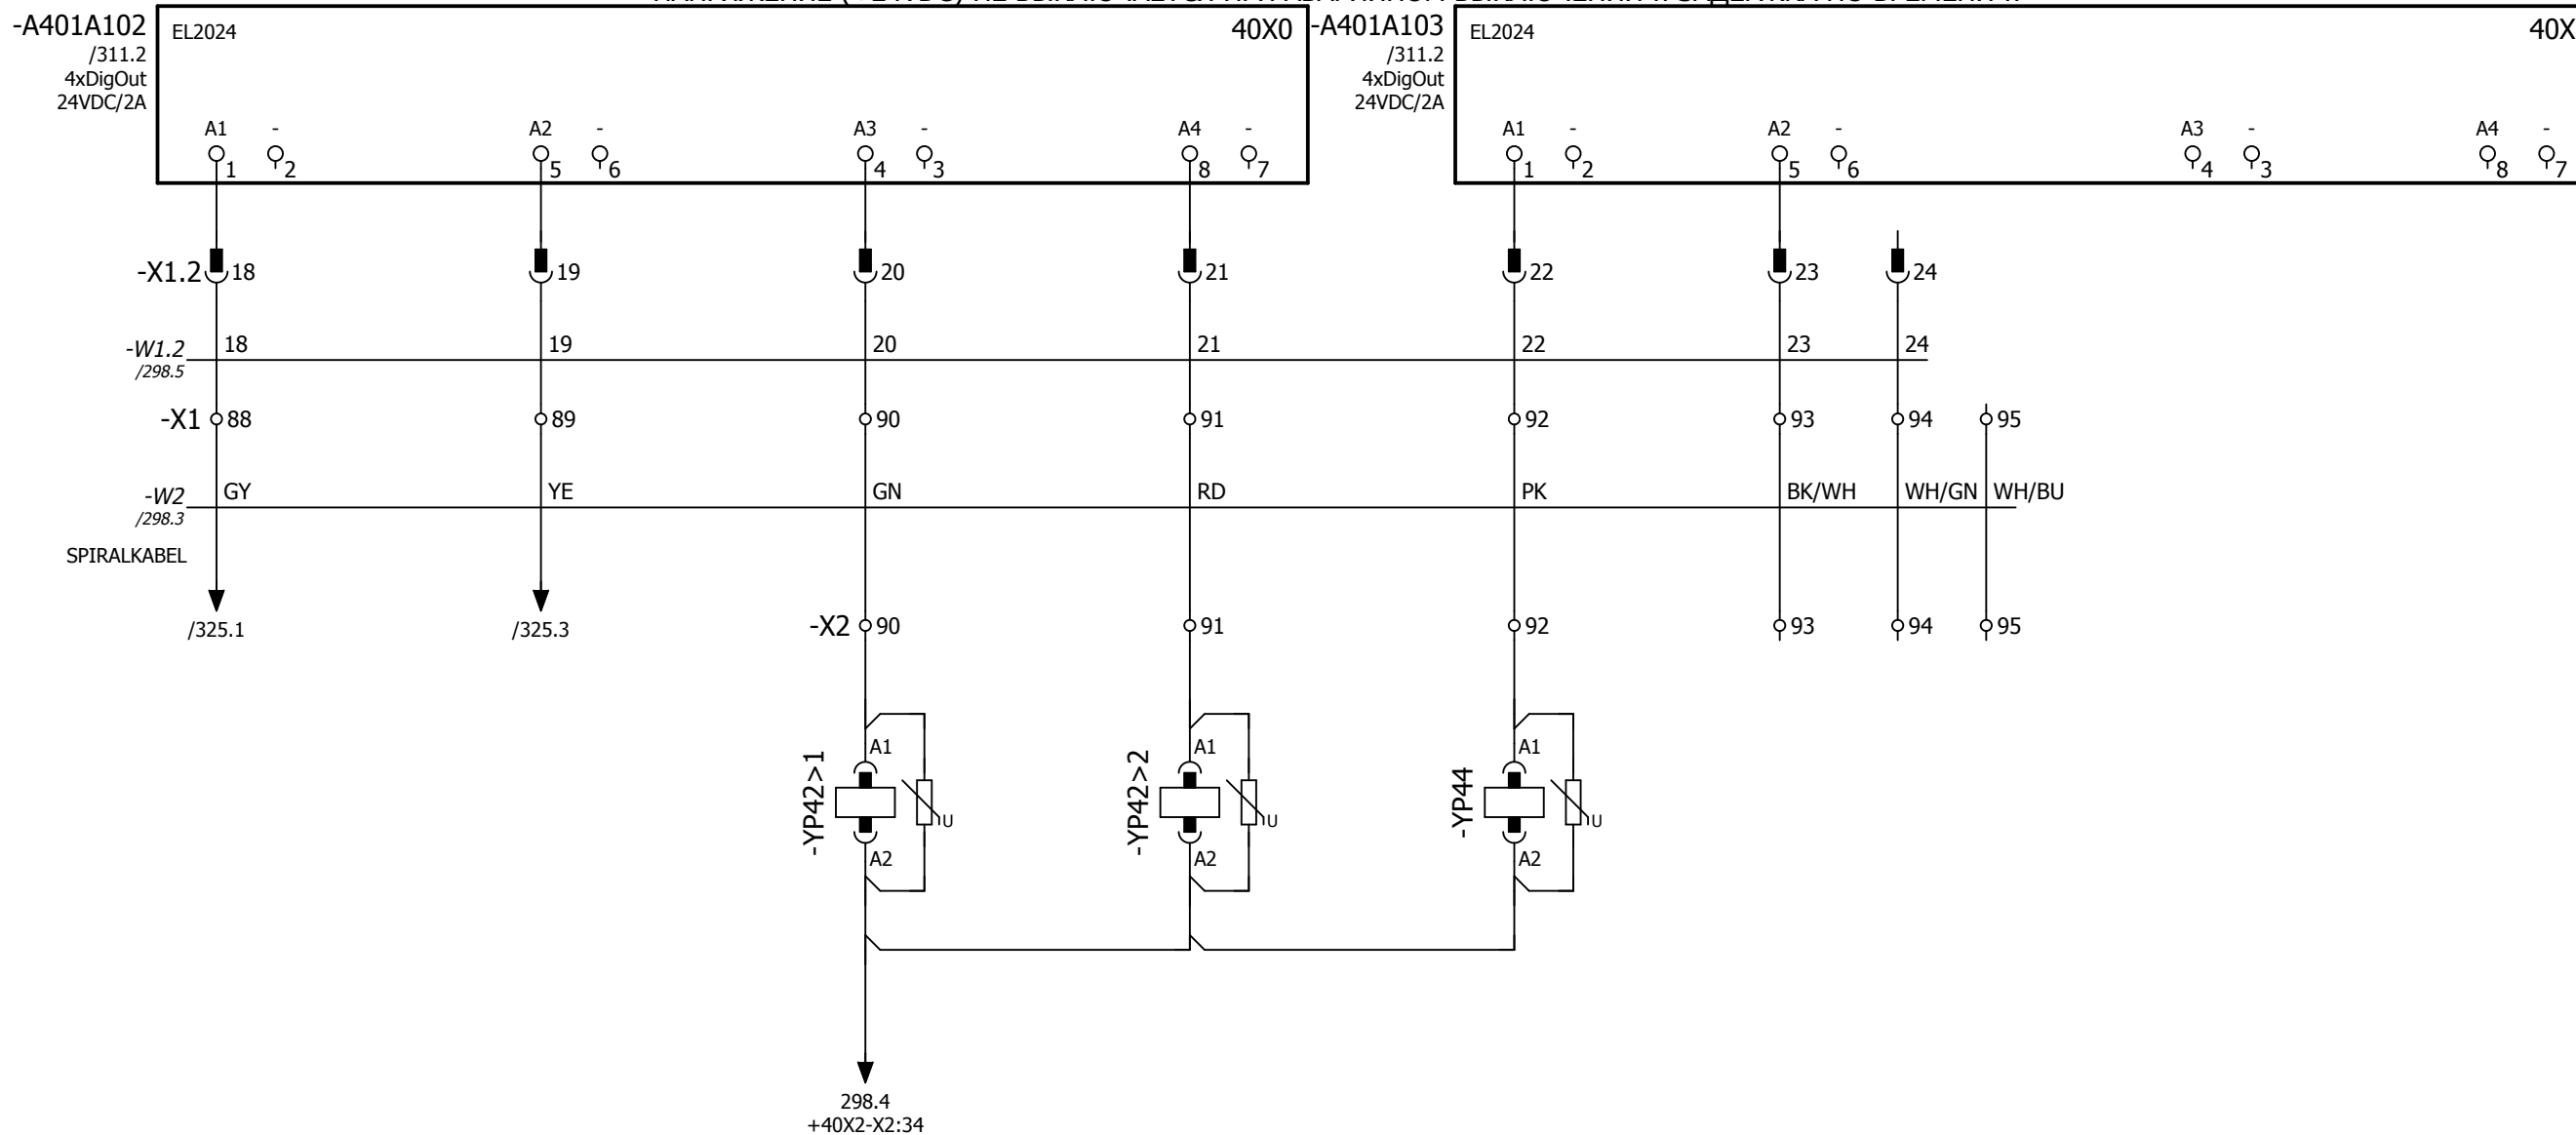 -A401A102
/311.2
4xDigOut
24VDC/2A
EL2024
40X0
A1 - A2 - A3 - A4 -
1 2 5 6 4 3 8 7
-A401A103
/311.2
4xDigOut
24VDC/2A
EL2024
40X
A1 - A2 - A3 - A4 -
1 2 5 6 4 3 8 7
-X1.2 18 19 20 21 22 23 24
-W1.2 18 19 20 21 22 23 24
/298.5
-X1 88 89 90 91 92 93 94 95
-W2 GY YE GN RD PK BK/WH WH/GN WH/BU
/298.3
SPIRALKABEL
/325.1 /325.3
-X2 90 91 92 93 94 95
-YP42>1 A1 U A2
-YP42>2 A1 U A2
-YP44 A1 U A2
298.4
+40X2-X2:34